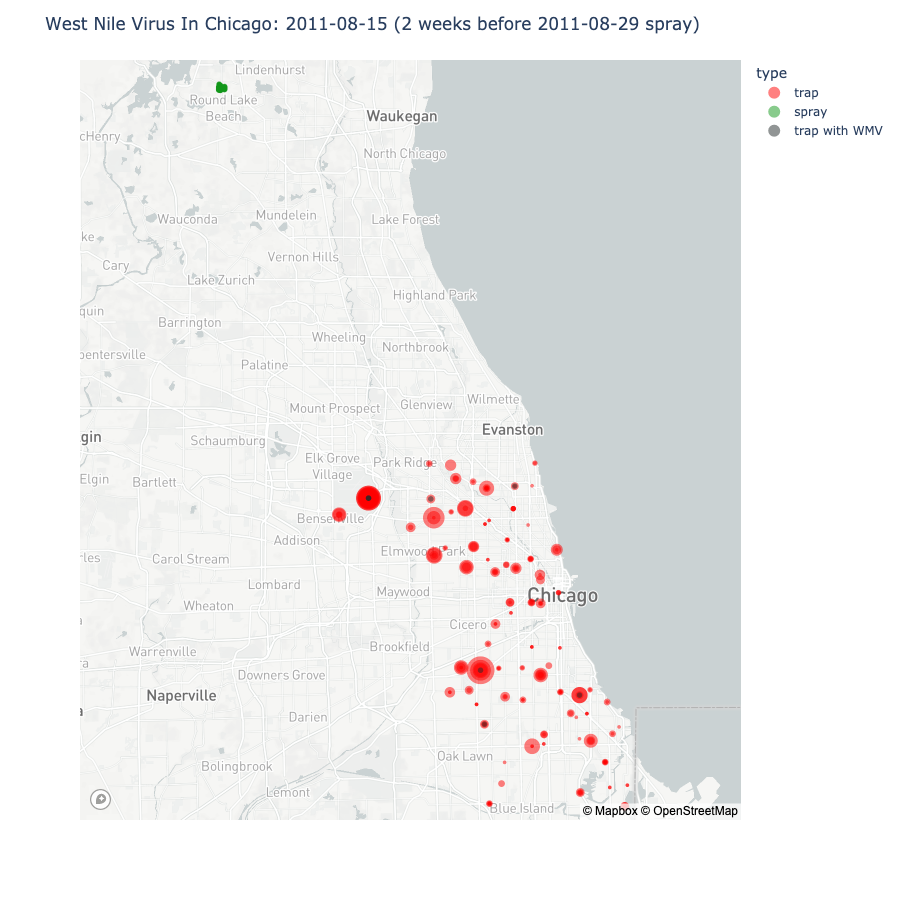 West Nile Virus In Chicago: 2011-08-15 (2 weeks before 2011-08-29 spray)
type
trap
spray
trap with WMV
Lindenhurst
Round Lake
Beach
Waukegan
cHenry
North Chicago
Wauconda
Mundelein
Lake Forest
ke
Vernon Hills
Cary
Lake Zurich
Highland Park
quin
Barrington
Wheeling
Northbrook
pentersville
Palatine
Wilmette
Mount Prospect
Glenview
Evanston
gin
Schaumburg
Elk Grove
Village
Park Ridge
Elgin
Bartlett
Bensenville
Addison
Elmwood Park
les
Carol Stream
Lombard
Maywood
Chicago
Wheaton
Cicero
Brookfield
Warrenville
Downers Grove
Naperville
Darien
Oak Lawn
Bolingbrook
Lemont
Blue Island
© Mapbox © OpenStreetMap